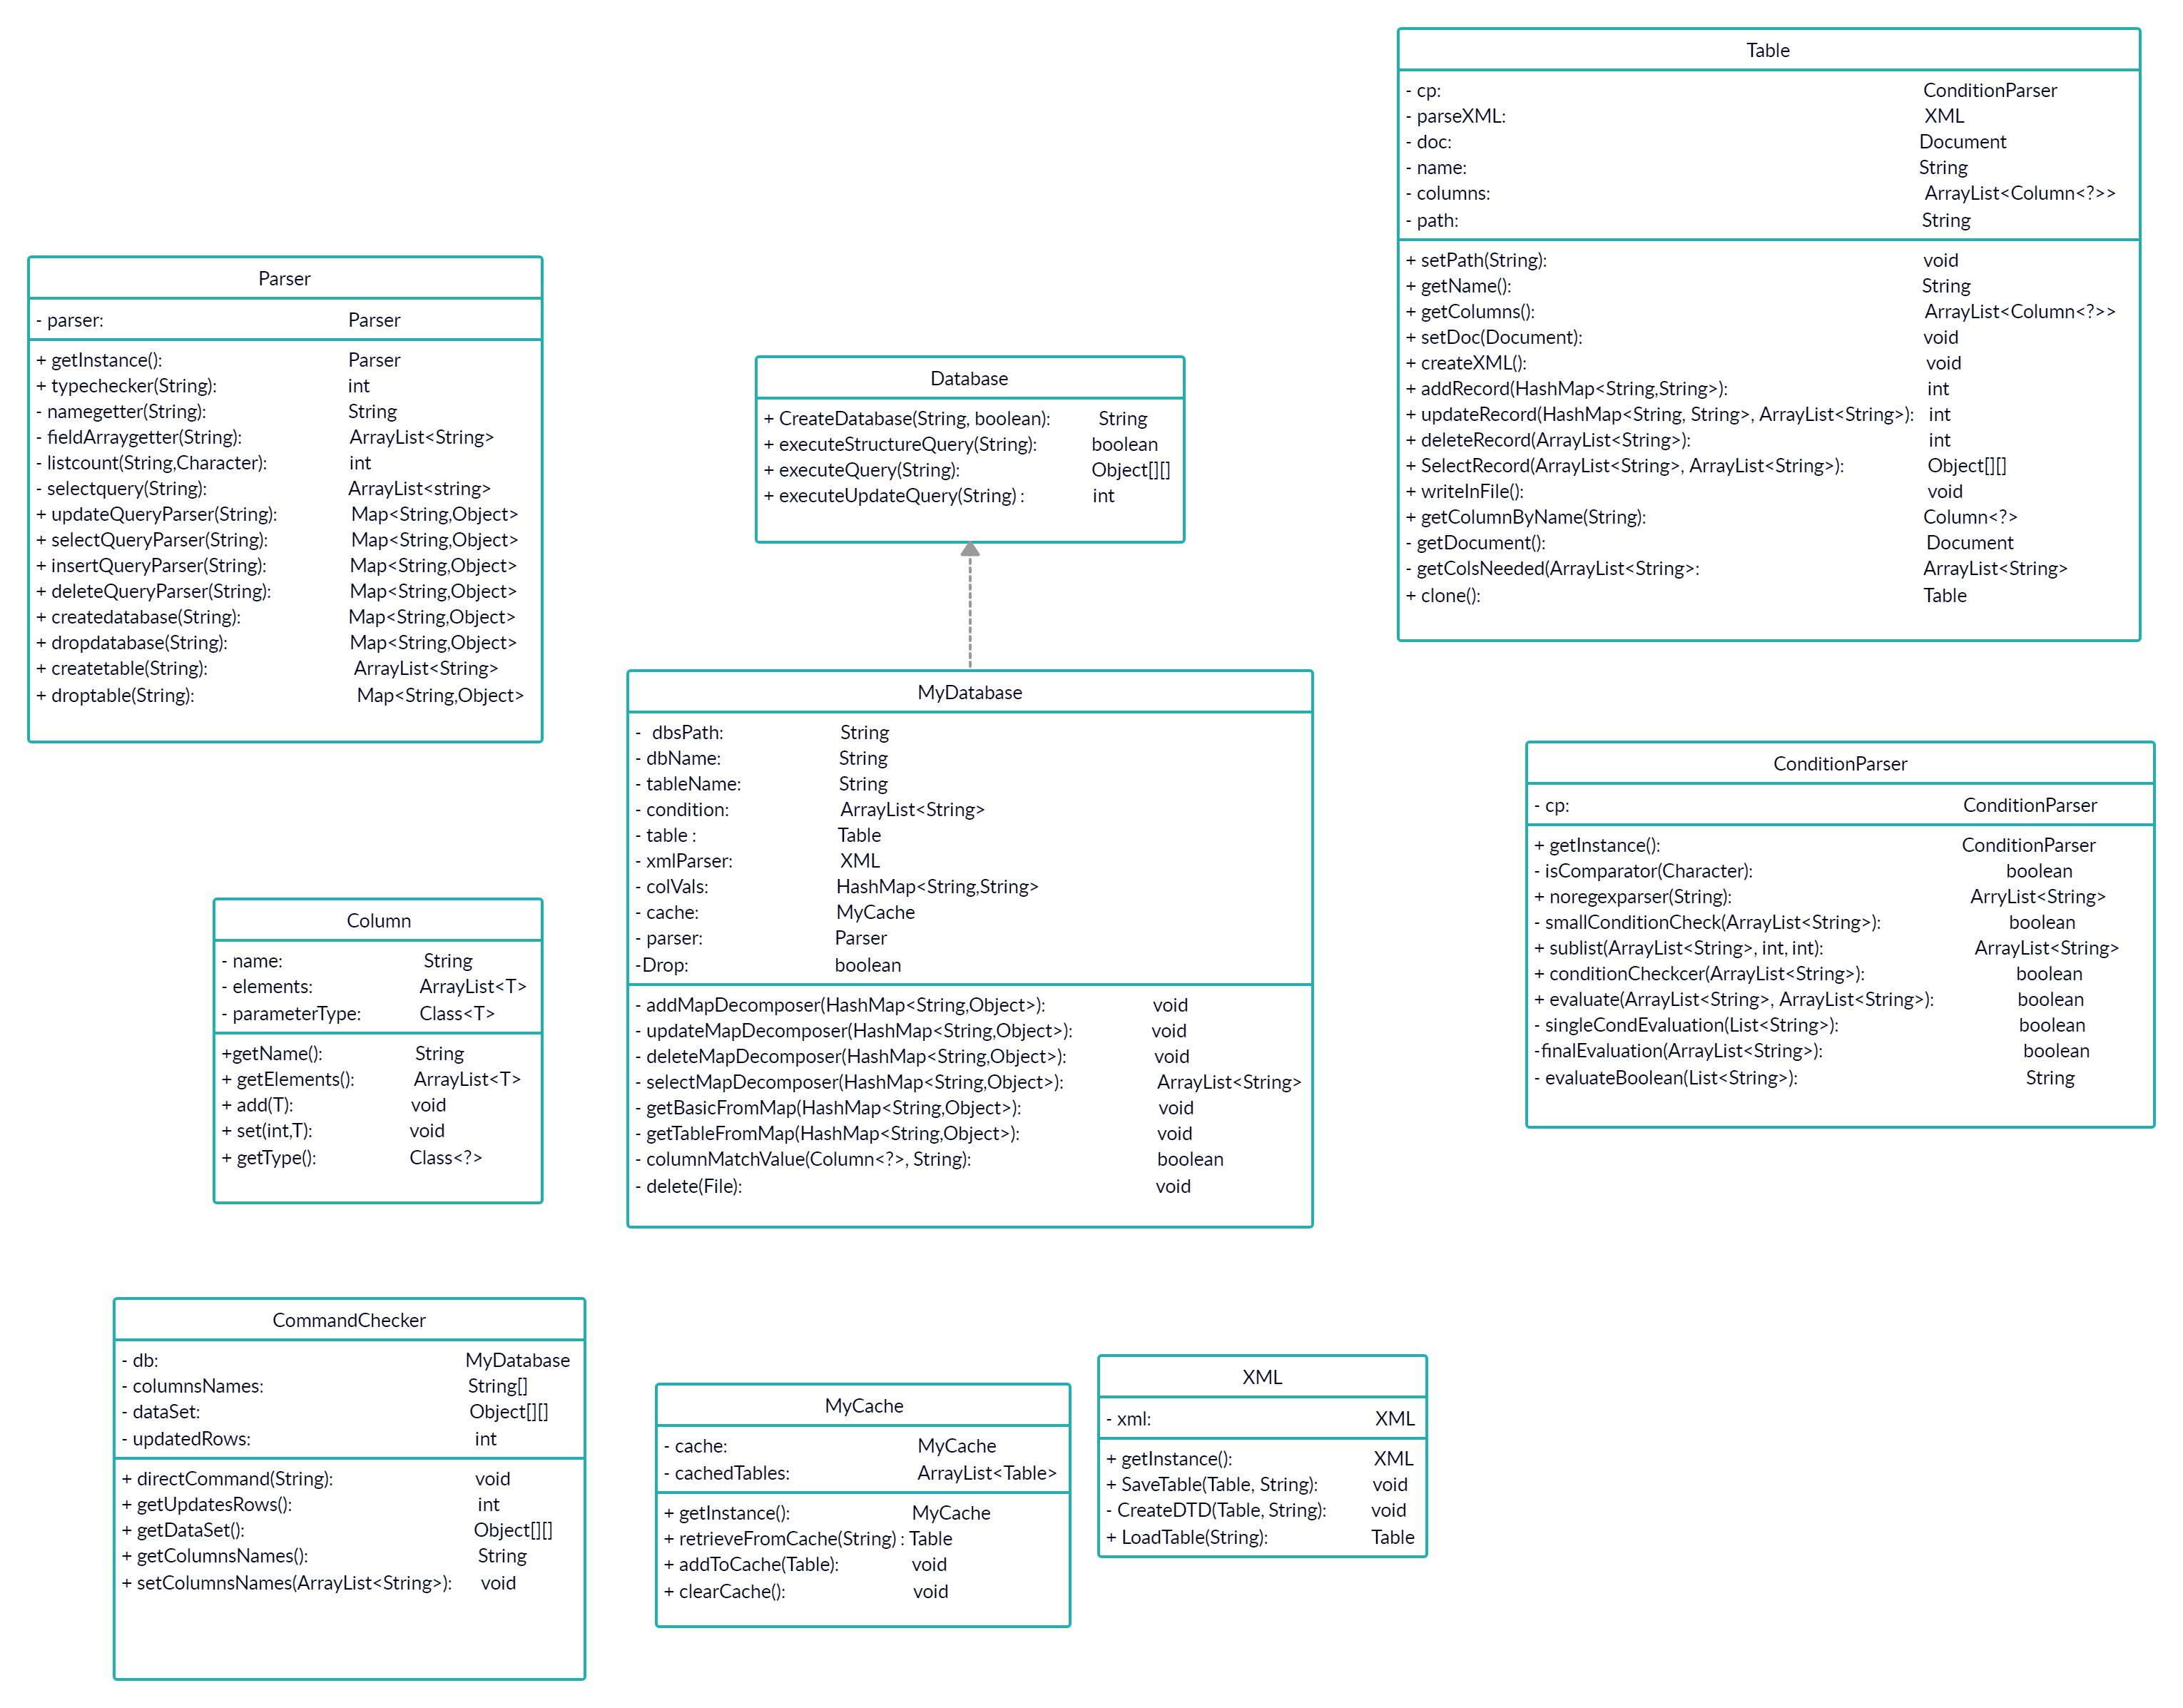 Table
- cp: ConditionParser
- parseXML: XML
- doc: Document
- name: String
- columns: ArrayList<Column<?>>
- path: String
+ setPath(String): void
+ getName(): String
+ getColumns(): ArrayList<Column<?>>
+ setDoc(Document): void
+ createXML(): void
+ addRecord(HashMap<String,String>): int
+ updateRecord(HashMap<String, String>, ArrayList<String>): int
+ deleteRecord(ArrayList<String>): int
+ SelectRecord(ArrayList<String>, ArrayList<String>): Object[][]
+ writeInFile(): void
+ getColumnByName(String): Column<?>
- getDocument(): Document
- getColsNeeded(ArrayList<String>: ArrayList<String>
+ clone(): Table
Parser
- parser: Parser
+ getInstance(): Parser
+ typechecker(String): int
- namegetter(String): String
- fieldArraygetter(String): ArrayList<String>
- listcount(String,Character): int
- selectquery(String): ArrayList<string>
+ updateQueryParser(String): Map<String,Object>
+ selectQueryParser(String): Map<String,Object>
+ insertQueryParser(String): Map<String,Object>
+ deleteQueryParser(String): Map<String,Object>
+ createdatabase(String): Map<String,Object>
+ dropdatabase(String): Map<String,Object>
+ createtable(String): ArrayList<String>
+ droptable(String): Map<String,Object>
Database
+ CreateDatabase(String, boolean): String
+ executeStructureQuery(String): boolean
+ executeQuery(String): Object[][]
+ executeUpdateQuery(String) : int
MyDatabase
- dbsPath: String
- dbName: String
- tableName: String
- condition: ArrayList<String>
- table : Table
- xmlParser: XML
- colVals: HashMap<String,String>
- cache: MyCache
- parser: Parser
-Drop: boolean
- addMapDecomposer(HashMap<String,Object>): void
- updateMapDecomposer(HashMap<String,Object>): void
- deleteMapDecomposer(HashMap<String,Object>): void
- selectMapDecomposer(HashMap<String,Object>): ArrayList<String>
- getBasicFromMap(HashMap<String,Object>): void
- getTableFromMap(HashMap<String,Object>): void
- columnMatchValue(Column<?>, String): boolean
- delete(File): void
ConditionParser
- cp: ConditionParser
+ getInstance(): ConditionParser
- isComparator(Character): boolean
+ noregexparser(String): ArryList<String>
- smallConditionCheck(ArrayList<String>): boolean
+ sublist(ArrayList<String>, int, int): ArrayList<String>
+ conditionCheckcer(ArrayList<String>): boolean
+ evaluate(ArrayList<String>, ArrayList<String>): boolean
- singleCondEvaluation(List<String>): boolean
-finalEvaluation(ArrayList<String>): boolean
- evaluateBoolean(List<String>): String
Column
- name: String
- elements: ArrayList<T>
- parameterType: Class<T>
+getName(): String
+ getElements(): ArrayList<T>
+ add(T): void
+ set(int,T): void
+ getType(): Class<?>
CommandChecker
- db: MyDatabase
- columnsNames: String[]
- dataSet: Object[][]
- updatedRows: int
+ directCommand(String): void
+ getUpdatesRows(): int
+ getDataSet(): Object[][]
+ getColumnsNames(): String
+ setColumnsNames(ArrayList<String>): void
MyCache
- cache: MyCache
- cachedTables: ArrayList<Table>
+ getInstance(): MyCache
+ retrieveFromCache(String) : Table
+ addToCache(Table): void
+ clearCache(): void
XML
- xml: XML
+ getInstance(): XML
+ SaveTable(Table, String): void
- CreateDTD(Table, String): void
+ LoadTable(String): Table